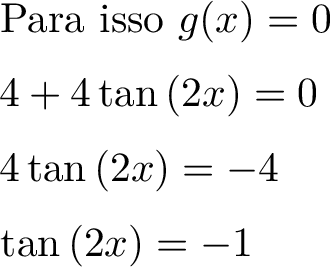 Para isso g(x) = 0
4 + 4 tan (2x) = 0
4 tan (2x) = −4
tan (2x) = −1